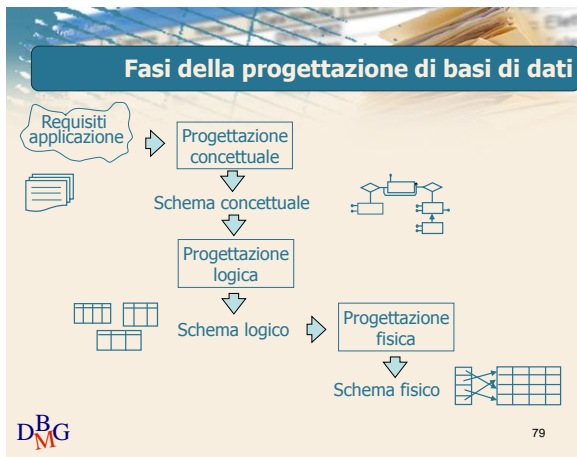 Fasi della progettazione di basi di dati
Requisiti
applicazione
Progettazione
concettuale
Schema concettuale
Progettazione
logica
Schema logico
Progettazione
fisica
Schema fisico
DBMG
79